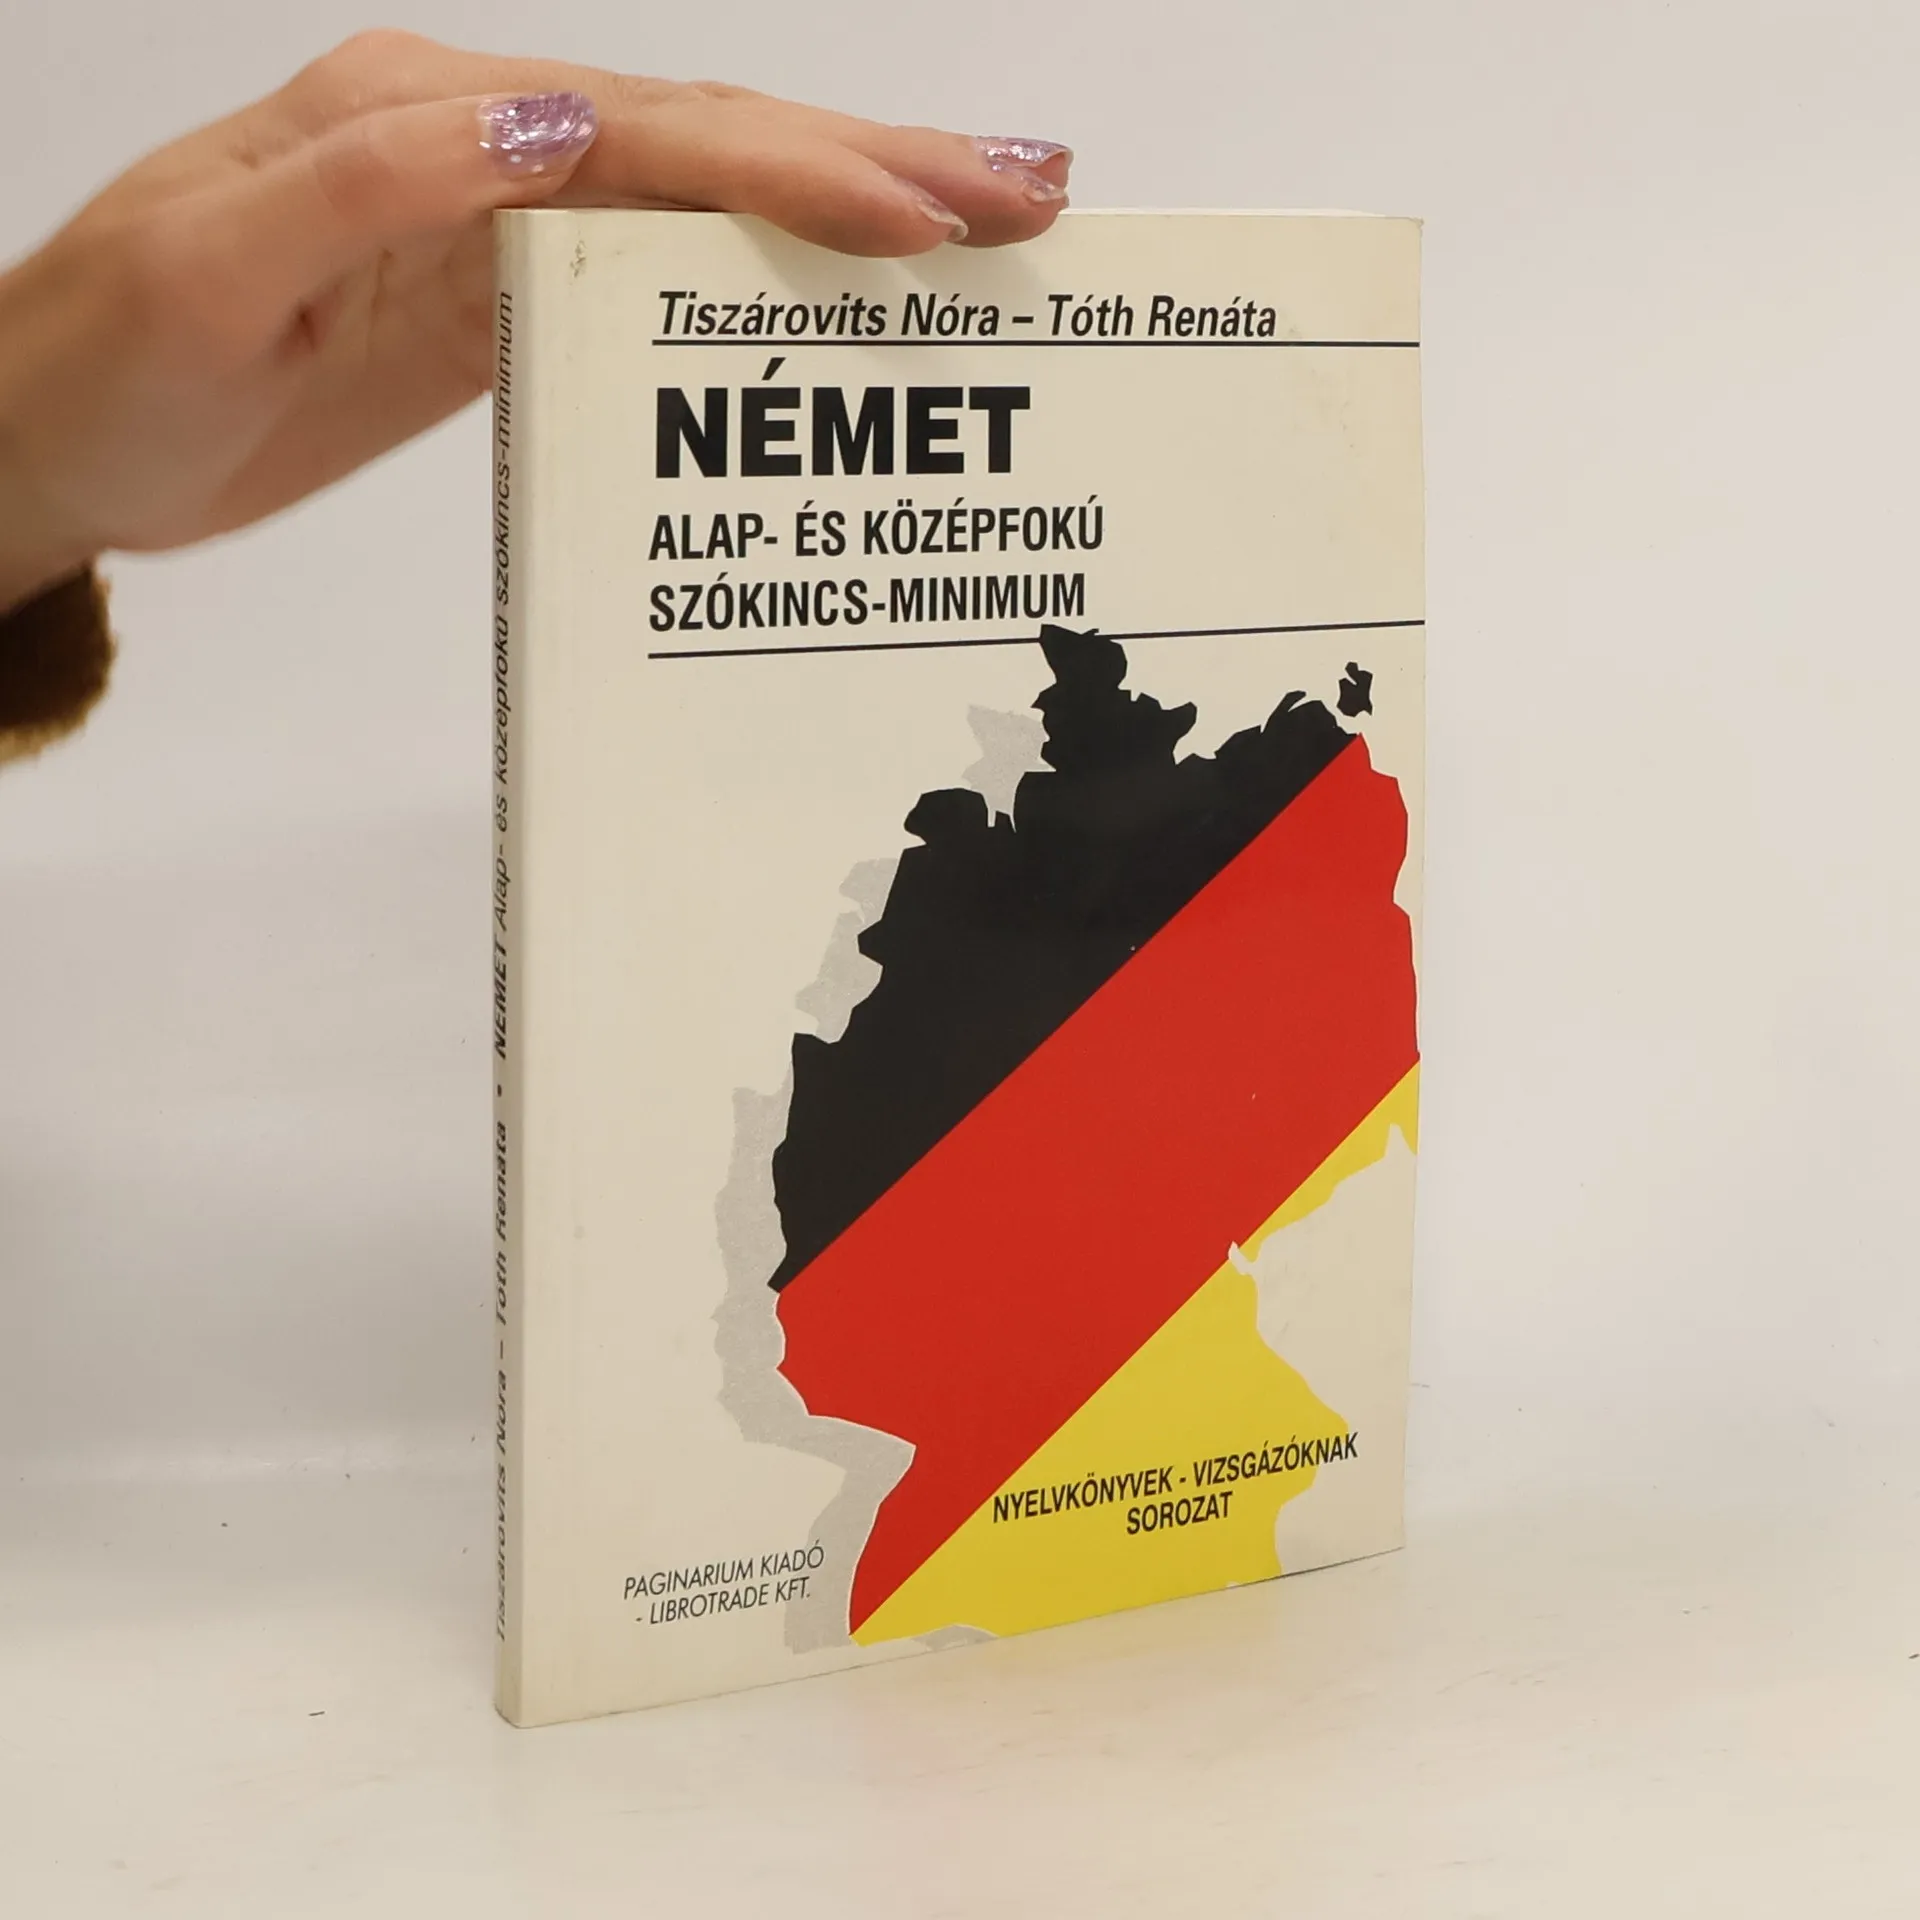 Tiszárovits Nóra – Tóth Renáta
NÉMET
ALAP- ÉS KÖZÉPFOKÚ
SZÓKINCS-MINIMUM
NYELVKÖNYVEK - VIZSGÁZÓKNAK
SOROZAT
PAGINARIUM KIADÓ
- LIBROTRADE KFT.
Tiszárovits Nóra – Tóth Renáta • NÉMET Alap- és középfokú szókincs-minimum